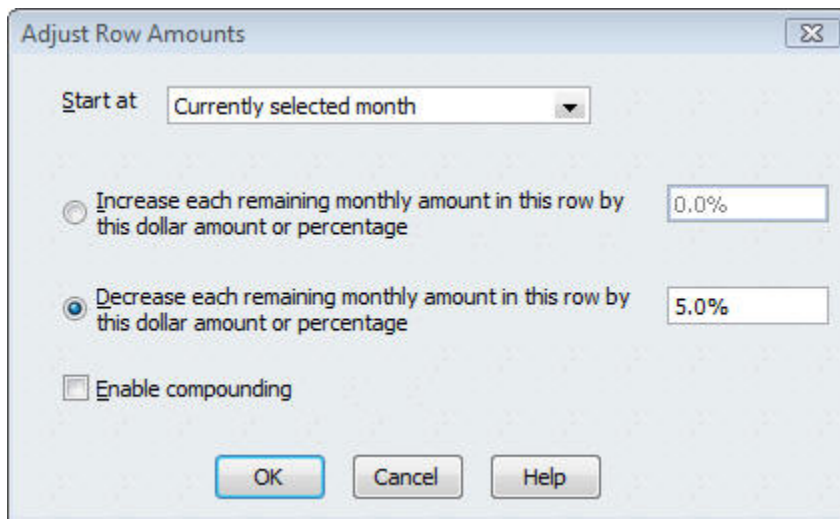 Adjust Row Amounts
Start at Currently selected month
Increase each remaining monthly amount in this row by 0.0%
this dollar amount or percentage
Decrease each remaining monthly amount in this row by 5.0%
this dollar amount or percentage
Enable compounding
OK Cancel Help